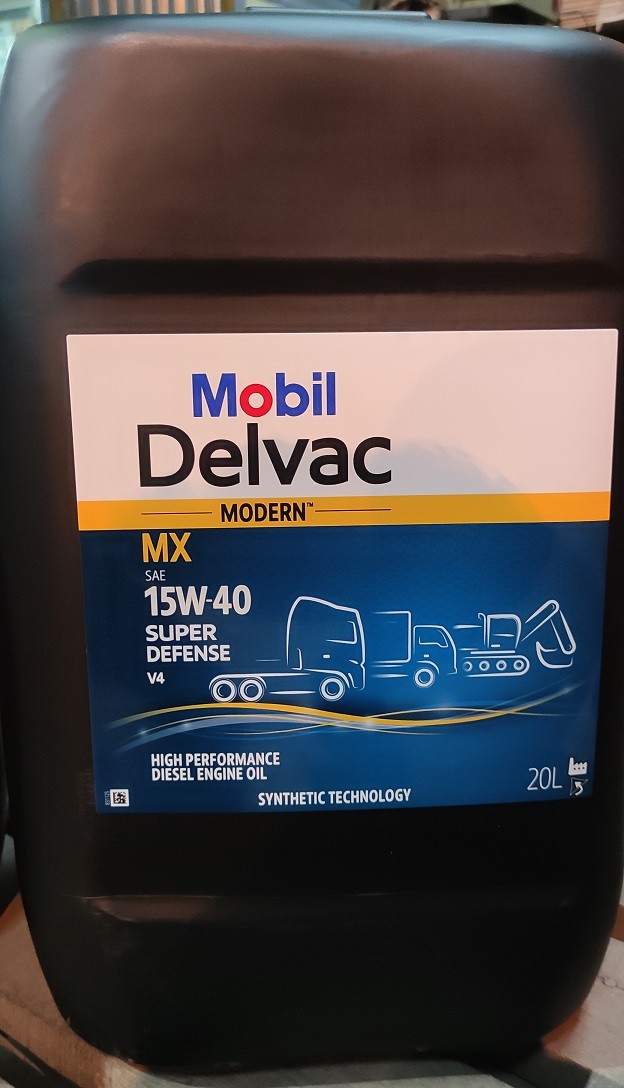 Mobil
Delvac
MODERN™
MX
SAE
15W-40
SUPER
DEFENSE
V4
HIGH PERFORMANCE
DIESEL ENGINE OIL
20L
SYNTHETIC TECHNOLOGY